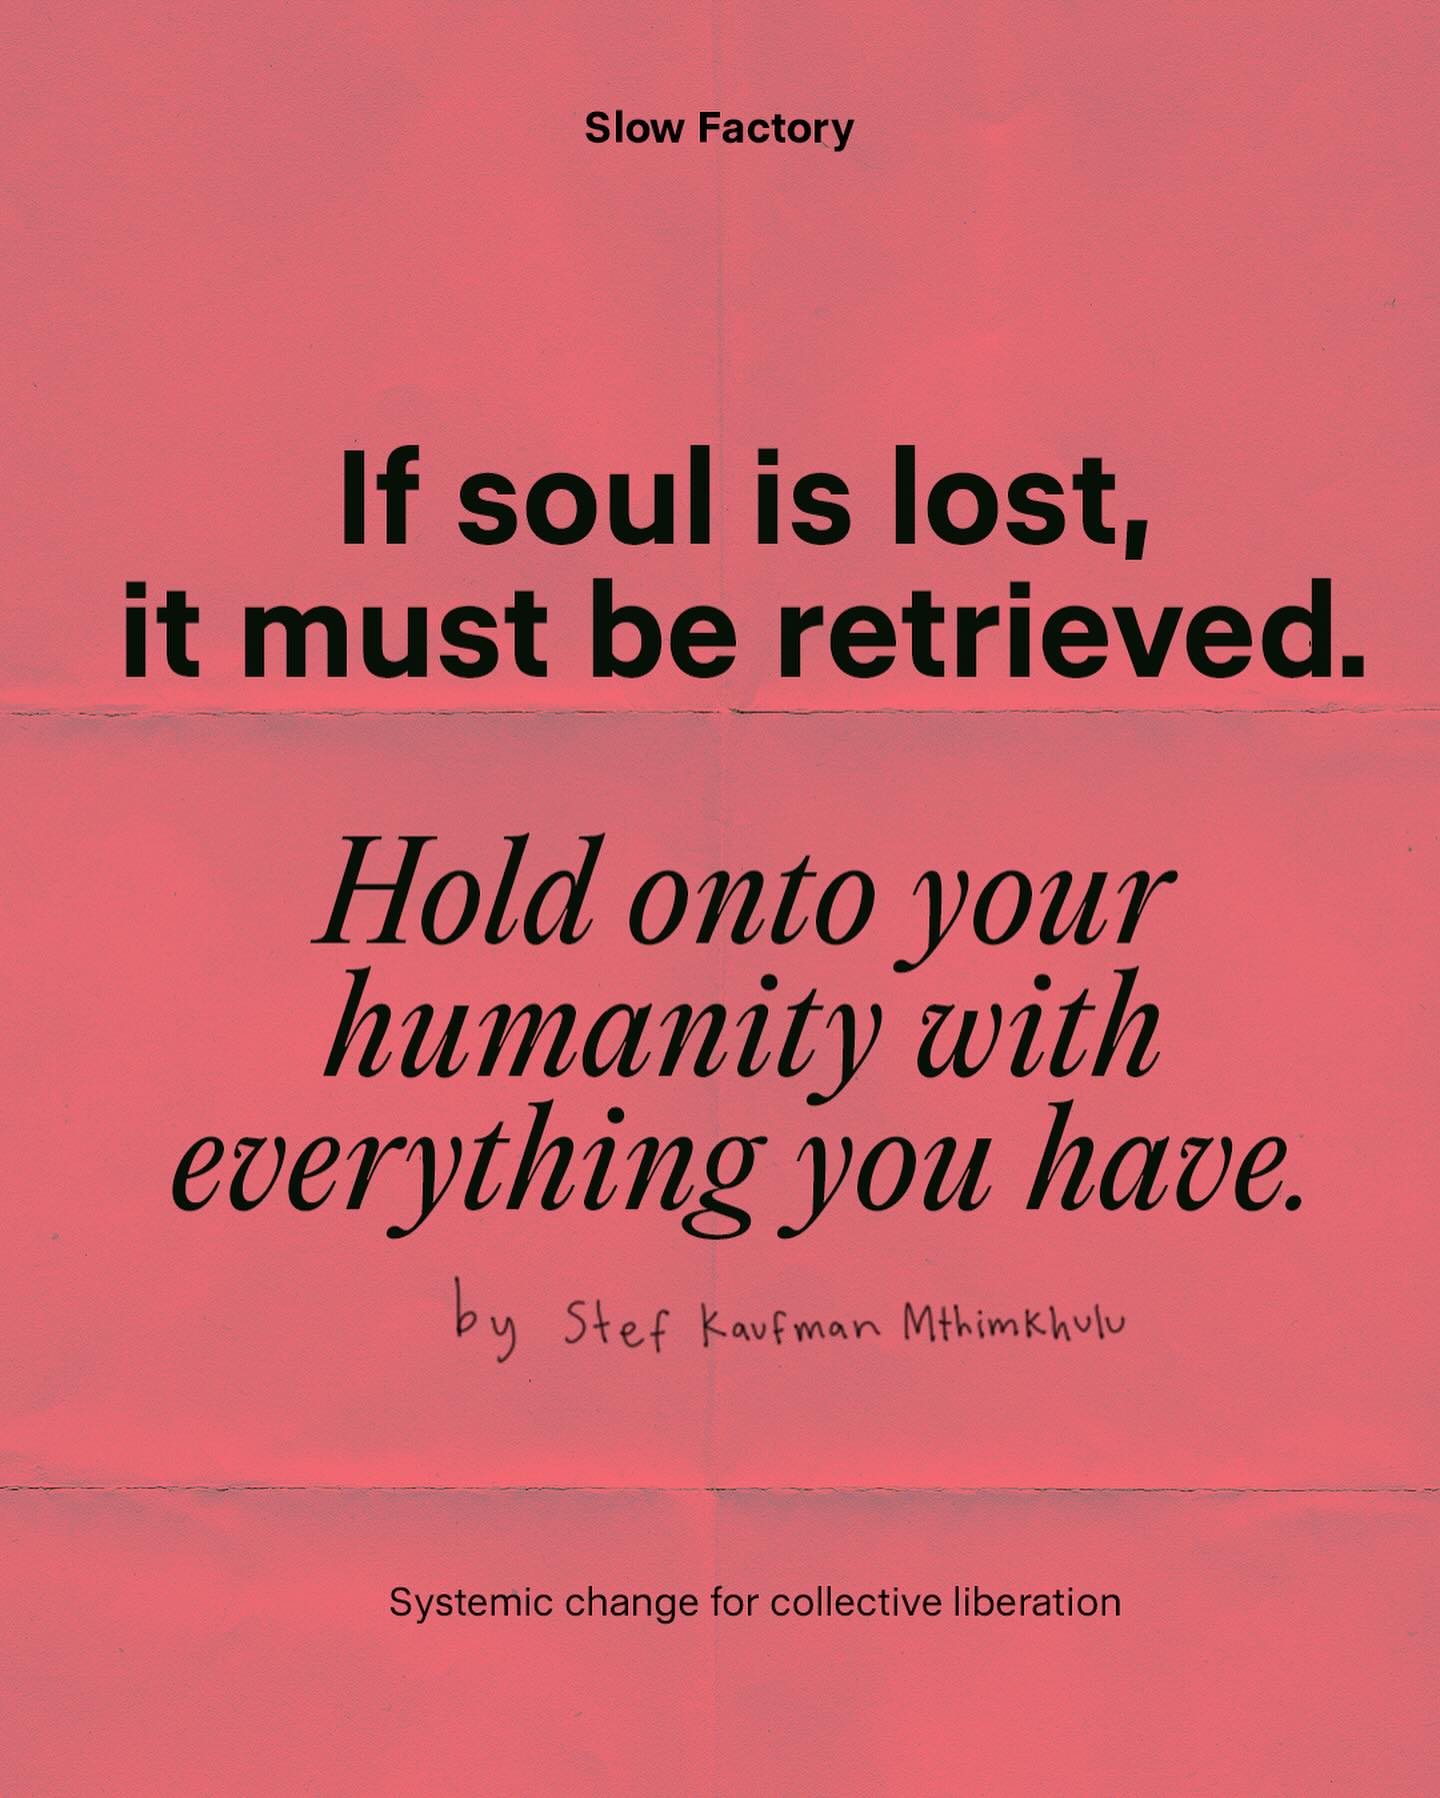 Slow Factory
If soul is lost,
it must be retrieved.
Hold onto your
humanity with
everything you have.
by Stef Kaufman Mthimkhulu
Systemic change for collective liberation